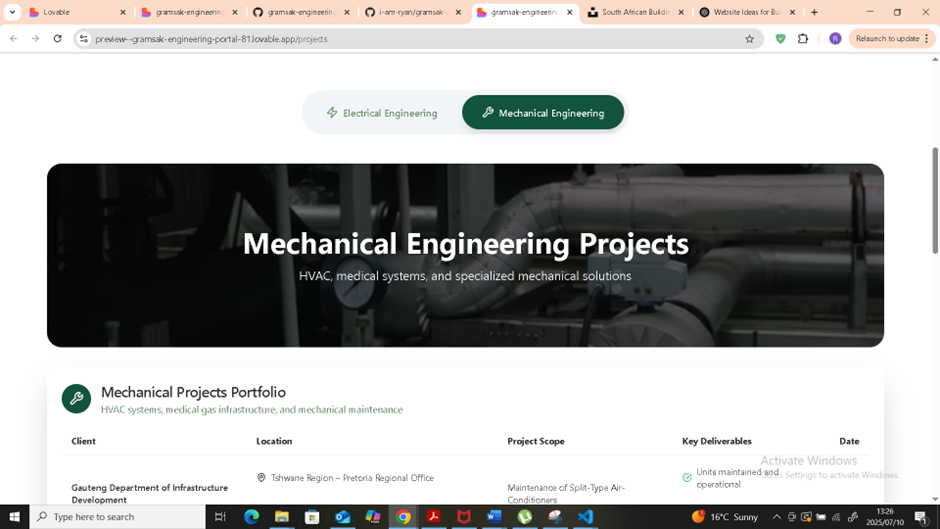 Lovable
gramsak-engineering
gramsak-engineering
i-am-ryan/gramsak
gramsak-engineering
South African Buildin
Website Ideas for Bus
preview--gramsak-engineering-portal-81.lovable.app/projects
R
Relaunch to update
Electrical Engineering
Mechanical Engineering
Mechanical Engineering Projects
HVAC, medical systems, and specialized mechanical solutions
Mechanical Projects Portfolio
HVAC systems, medical gas infrastructure, and mechanical maintenance
Client Location Project Scope Key Deliverables Date
Activate Windows
Go to Settings to activate Windows.
Gauteng Department of Infrastructure
Development
Tshwane Region – Pretoria Regional Office
Maintenance of Split-Type Air-
Conditioners
Units maintained and
operational
Type here to search
16°C Sunny
13:26
2025/07/10